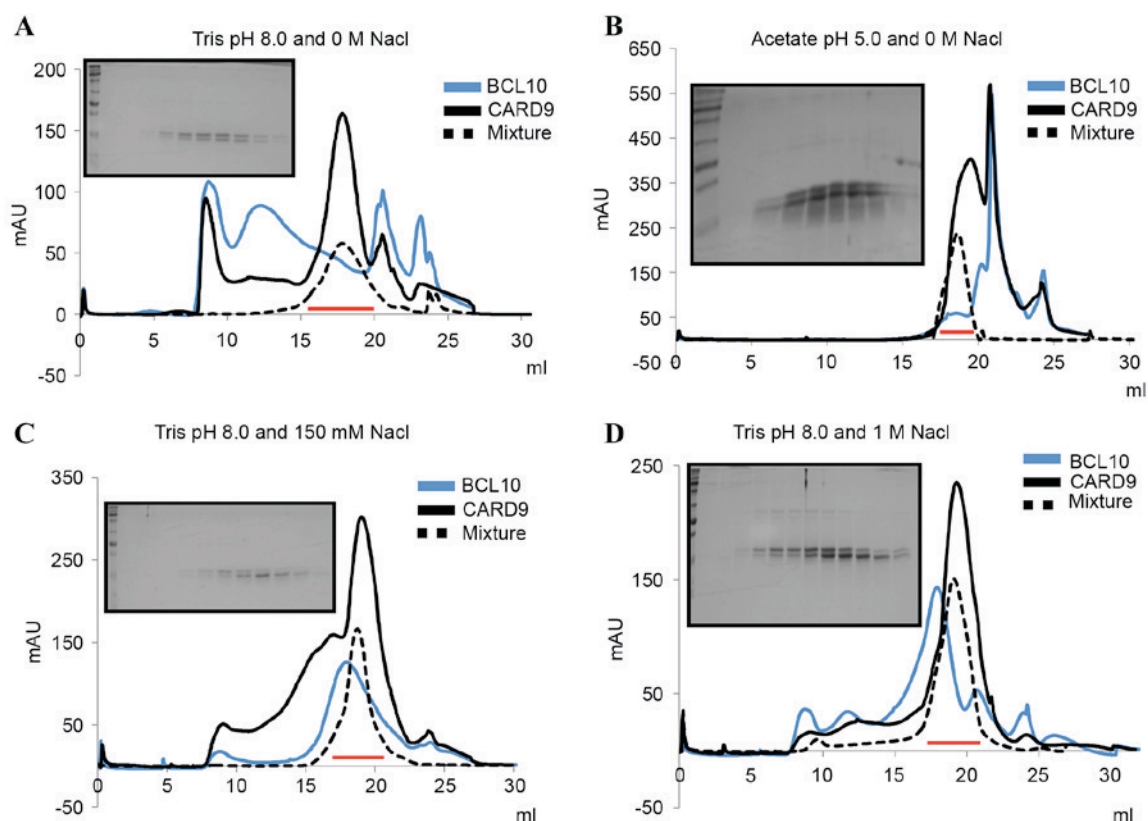 A
Tris pH 8.0 and 0 M Nacl
200
150
100
50
0
-50
mAU
0 5 10 15 20 25 30
ml
BCL10
CARD9
Mixture
B
Acetate pH 5.0 and 0 M Nacl
650
550
450
350
250
150
50
-50
mAU
0 5 10 15 20 25 30
ml
BCL10
CARD9
Mixture
C
Tris pH 8.0 and 150 mM Nacl
350
250
150
50
-50
mAU
0 5 10 15 20 25 30
ml
BCL10
CARD9
Mixture
D
Tris pH 8.0 and 1 M Nacl
250
150
50
-50
mAU
0 5 10 15 20 25 30
ml
BCL10
CARD9
Mixture